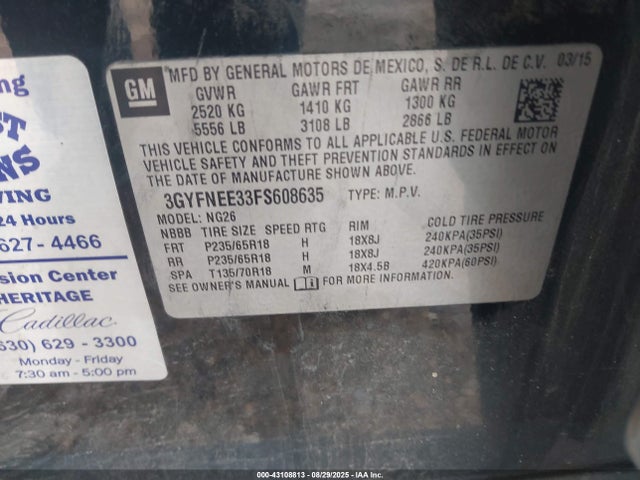 GM
MFD BY GENERAL MOTORS DE MEXICO, S. DE R.L. DE C.V. 03/15
GVWR GAWR FRT GAWR RR
2520 KG 1410 KG 1300 KG
5556 LB 3108 LB 2866 LB
THIS VEHICLE CONFORMS TO ALL APPLICABLE U.S. FEDERAL MOTOR
VEHICLE SAFETY AND THEFT PREVENTION STANDARDS IN EFFECT ON
THE DATE OF MANUFACTURE SHOWN ABOVE.
3GYFNEE33FS608635 TYPE: M.P.V.
MODEL: NG26
NBBB TIRE SIZE SPEED RTG RIM COLD TIRE PRESSURE
FRT P235/65R18 H 18X8J 240KPA(35PSI)
RR P235/65R18 H 18X8J 240KPA(35PSI)
SPA T135/70R18 M 18X4.5B 420KPA(60PSI)
SEE OWNER'S MANUAL FOR MORE INFORMATION.
24 Hours
627-4466
Center
HERITAGE
Cadillac
630) 629-3300
Monday - Friday
7:30 am - 5:00 pm
000-43108813 - 08/29/2025 - IAA Inc.